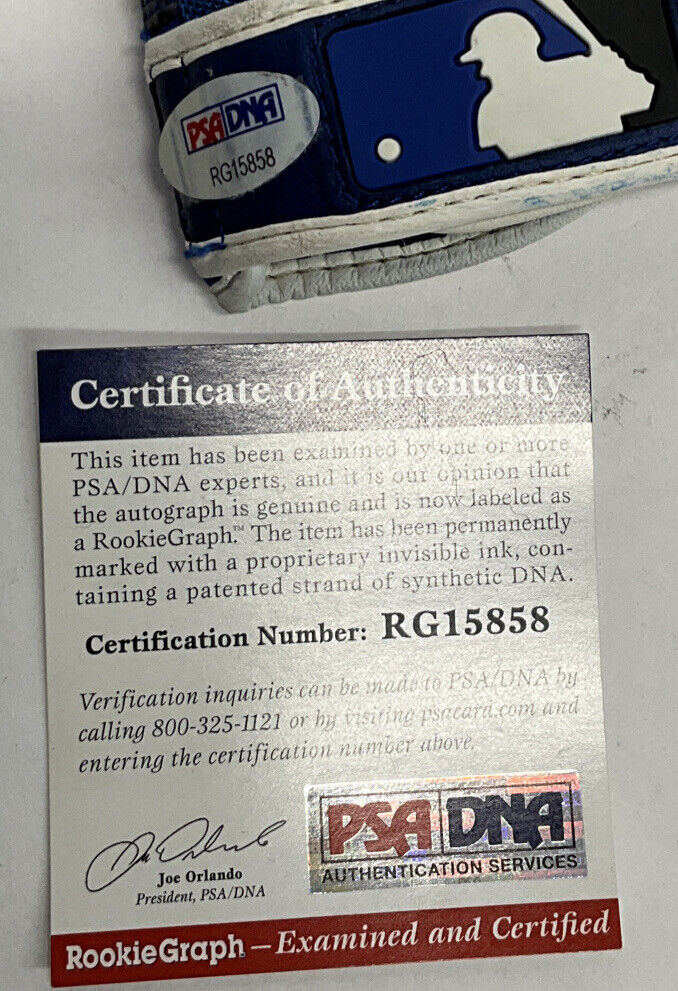 PSA/DNA
RG15858
Certificate of Authenticity
This item has been examined by one or more
PSA/DNA experts, and it is our opinion that
the autograph is genuine and is now labeled as
a RookieGraph.™ The item has been permanently
marked with a proprietary invisible ink, con-
taining a patented strand of synthetic DNA.
Certification Number: RG15858
Verification inquiries can be made to PSA/DNA by
calling 800-325-1121 or by visiting psacard.com and
entering the certification number above.
Joe Orlando
President, PSA/DNA
PSA DNA
AUTHENTICATION SERVICES
RookieGraph – Examined and Certified